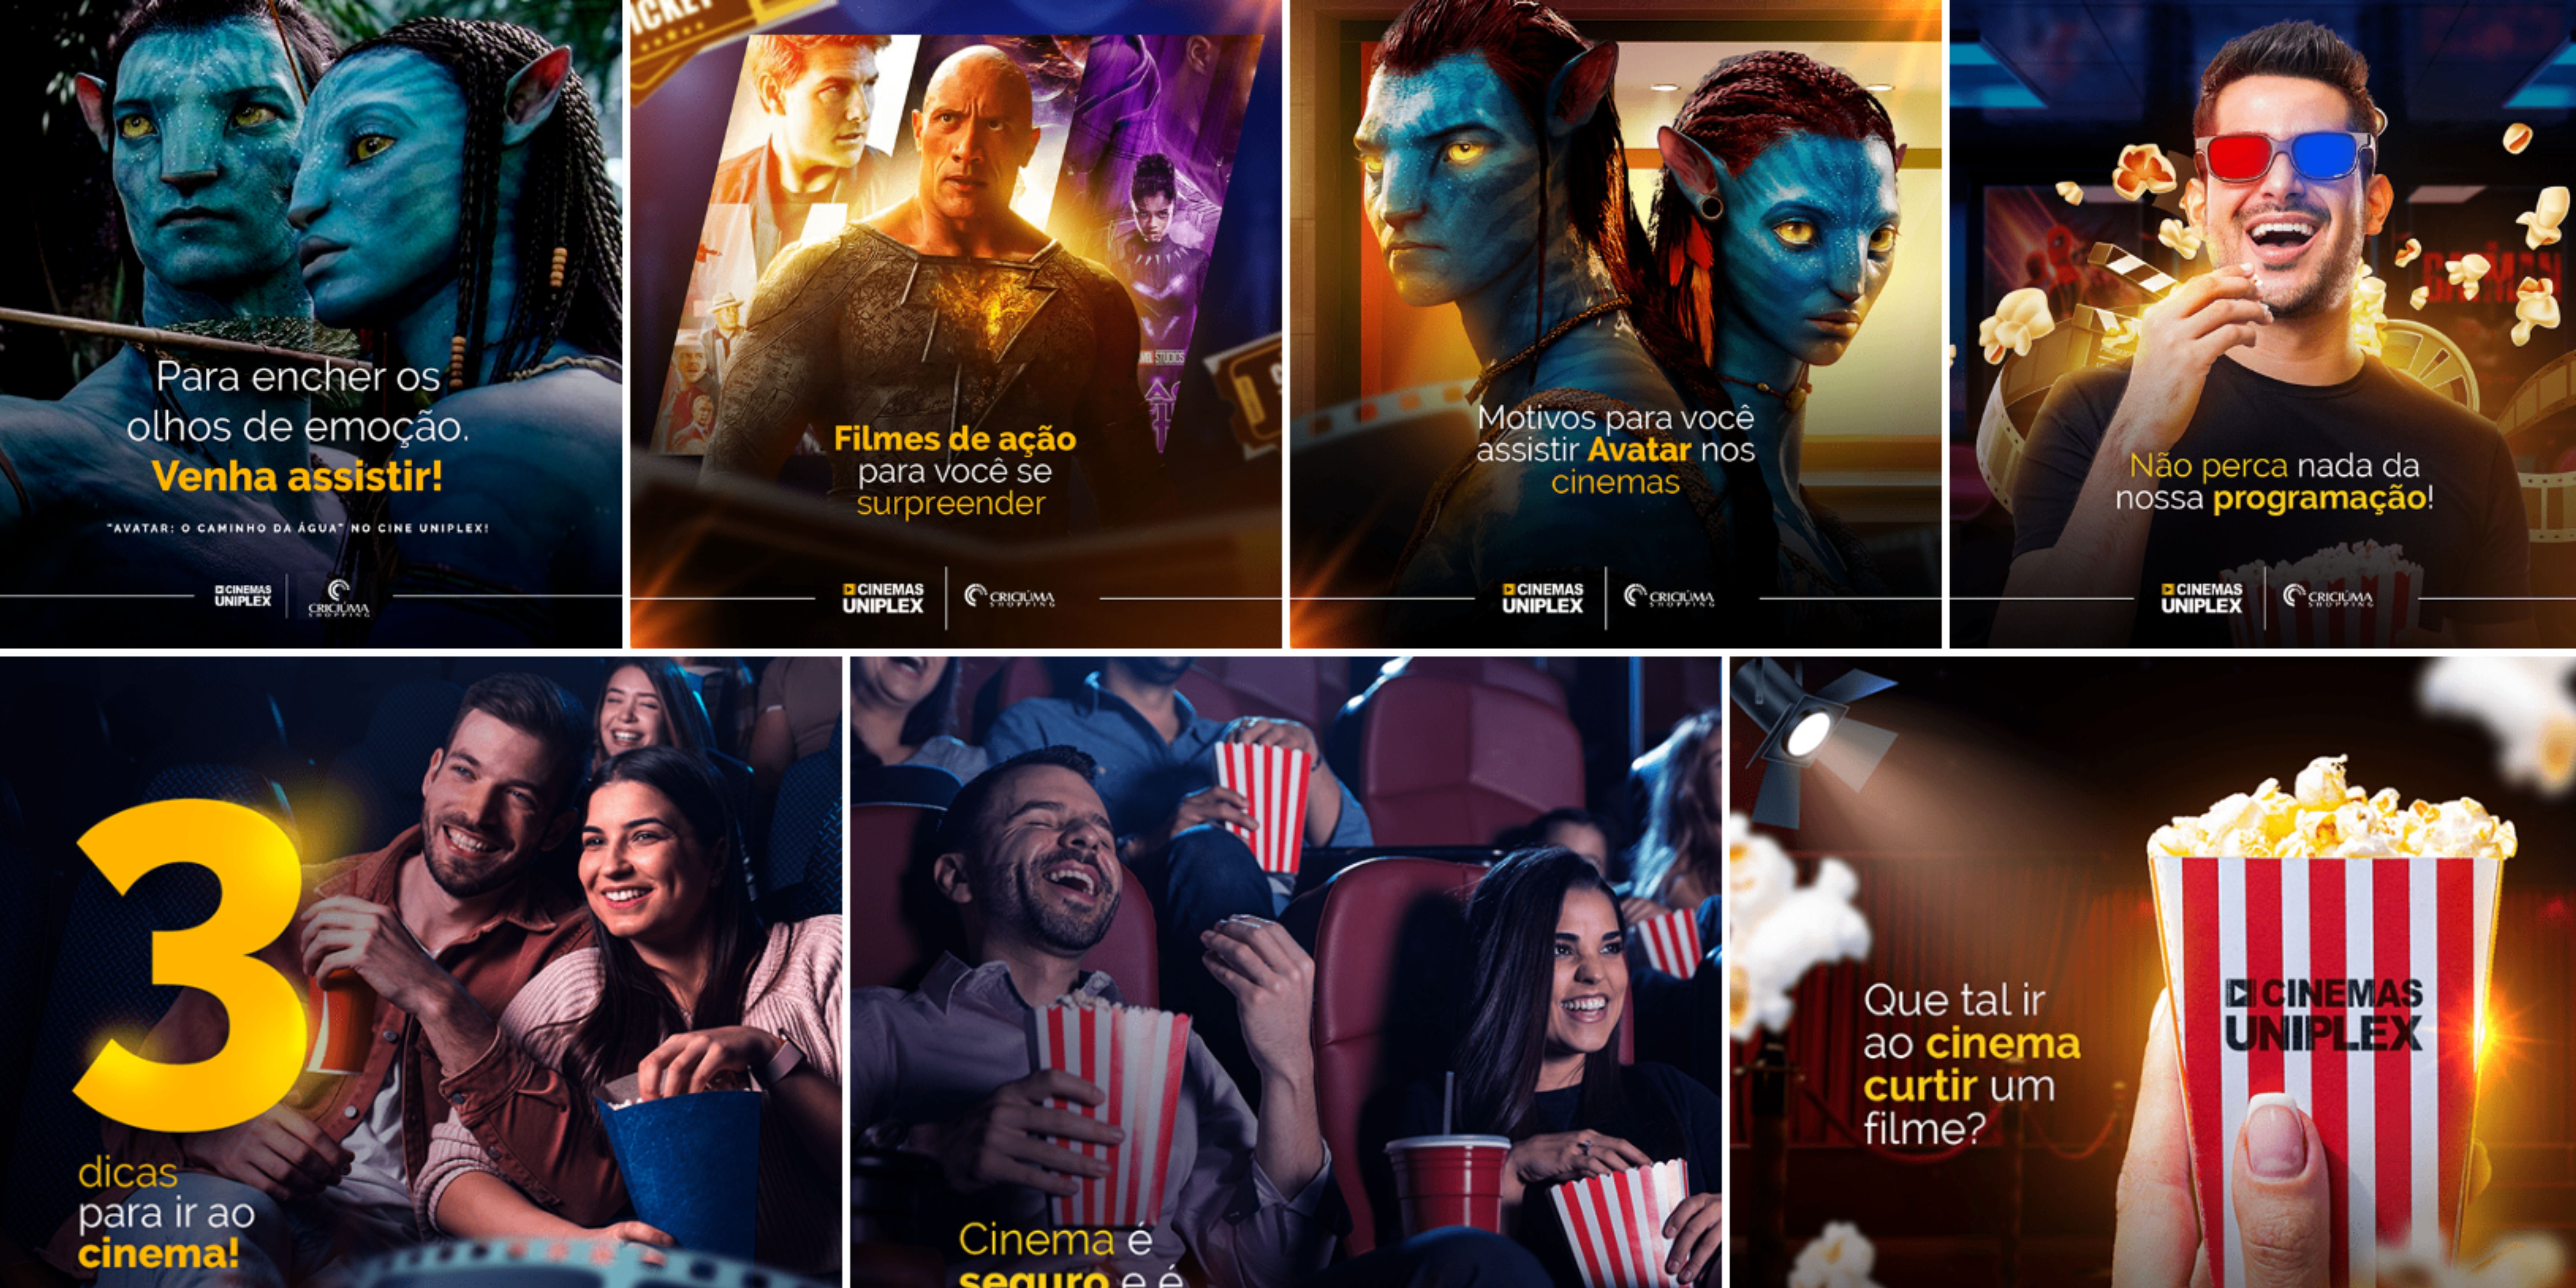 Para encher os
olhos de emoção.
Venha assistir!
"AVATAR: O CAMINHO DA ÁGUA" NO CINE UNIPLEX!
CINEMAS
UNIPLEX
CRICIÚMA
SHOPPING
TICKET
STUDIOS
Filmes de ação
para você se
surpreender
CINEMAS
UNIPLEX
CRICIÚMA
SHOPPING
Motivos para você
assistir Avatar nos
cinemas
CINEMAS
UNIPLEX
CRICIÚMA
SHOPPING
Não perca nada da
nossa programação!
CINEMAS
UNIPLEX
CRICIÚMA
SHOPPING
3
dicas
para ir ao
cinema!
Cinema é
seguro e é
Que tal ir
ao cinema
curtir um
filme?
CINEMAS
UNIPLEX